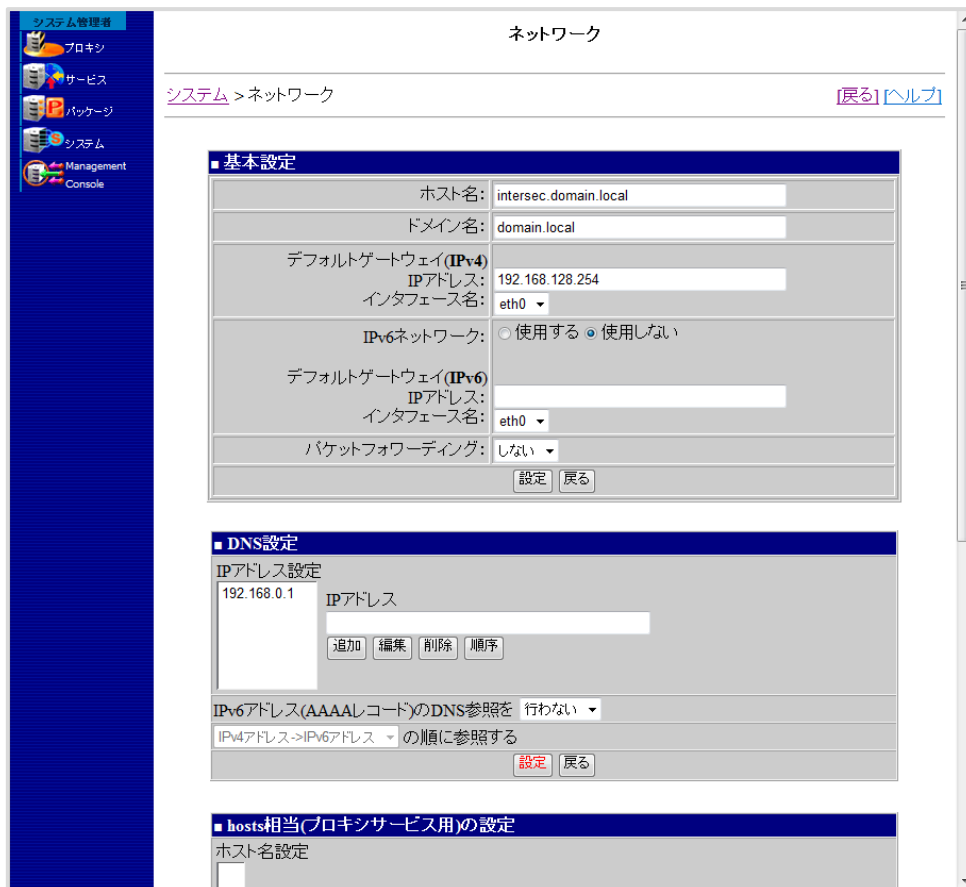 システム管理者
プロキシ
サービス
パッケージ
システム
Management
Console
ネットワーク
システム >ネットワーク
[戻る] [ヘルプ]
■ 基本設定
ホスト名: intersec.domain.local
ドメイン名: domain.local
デフォルトゲートウェイ(IPv4)
IPアドレス: 192.168.128.254
インタフェース名: eth0
IPv6ネットワーク: 使用する 使用しない
デフォルトゲートウェイ(IPv6)
IPアドレス:
インタフェース名: eth0
パケットフォワーディング: しない
設定 戻る
■ DNS設定
IPアドレス設定
192.168.0.1
IPアドレス
追加 編集 削除 順序
IPv6アドレス(AAAAレコード)のDNS参照を 行わない
IPv4アドレス->IPv6アドレス の順に参照する
設定 戻る
■ hosts相当(プロキシサービス用)の設定
ホスト名設定